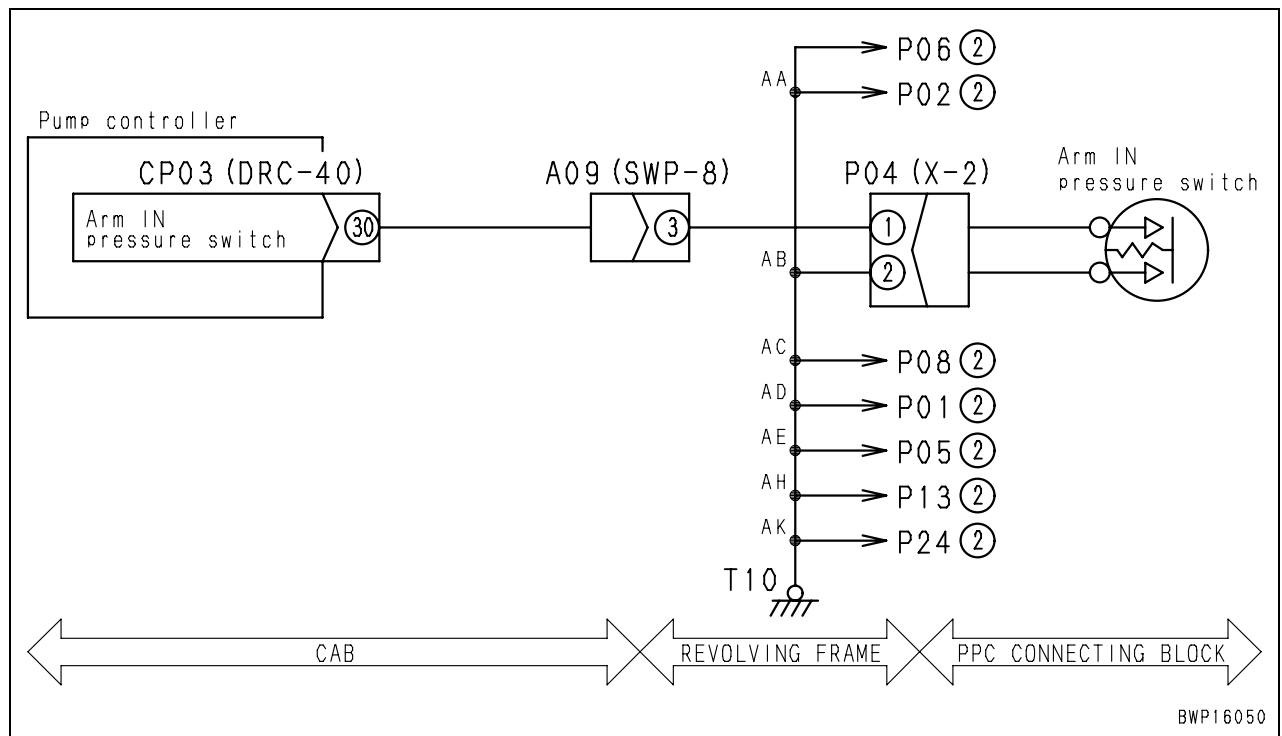 P06 ②
AA
P02 ②
Pump controller
CP03 (DRC-40)
A09 (SWP-8)
P04 (X-2)
Arm IN
pressure switch
Arm IN
pressure switch
㉚
③
①
AB
②
AC
P08 ②
AD
P01 ②
AE
P05 ②
AH
P13 ②
AK
P24 ②
T10
CAB
REVOLVING FRAME
PPC CONNECTING BLOCK
BWP16050